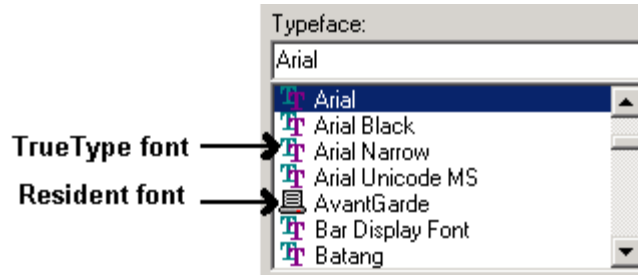 Typeface:
Arial
Arial
Arial Black
TrueType font
Arial Narrow
Arial Unicode MS
Resident font
AvantGarde
Bar Display Font
Batang